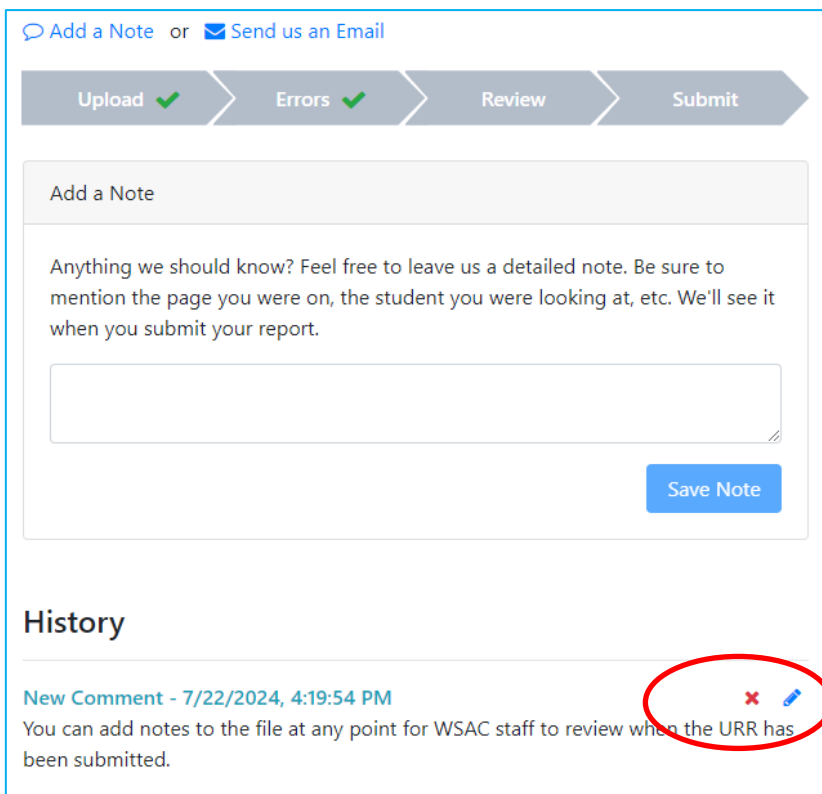 Add a Note or Send us an Email
Upload Errors Review Submit
Add a Note
Anything we should know? Feel free to leave us a detailed note. Be sure to
mention the page you were on, the student you were looking at, etc. We'll see it
when you submit your report.
Save Note
History
New Comment - 7/22/2024, 4:19:54 PM
You can add notes to the file at any point for WSAC staff to review when the URR has
been submitted.